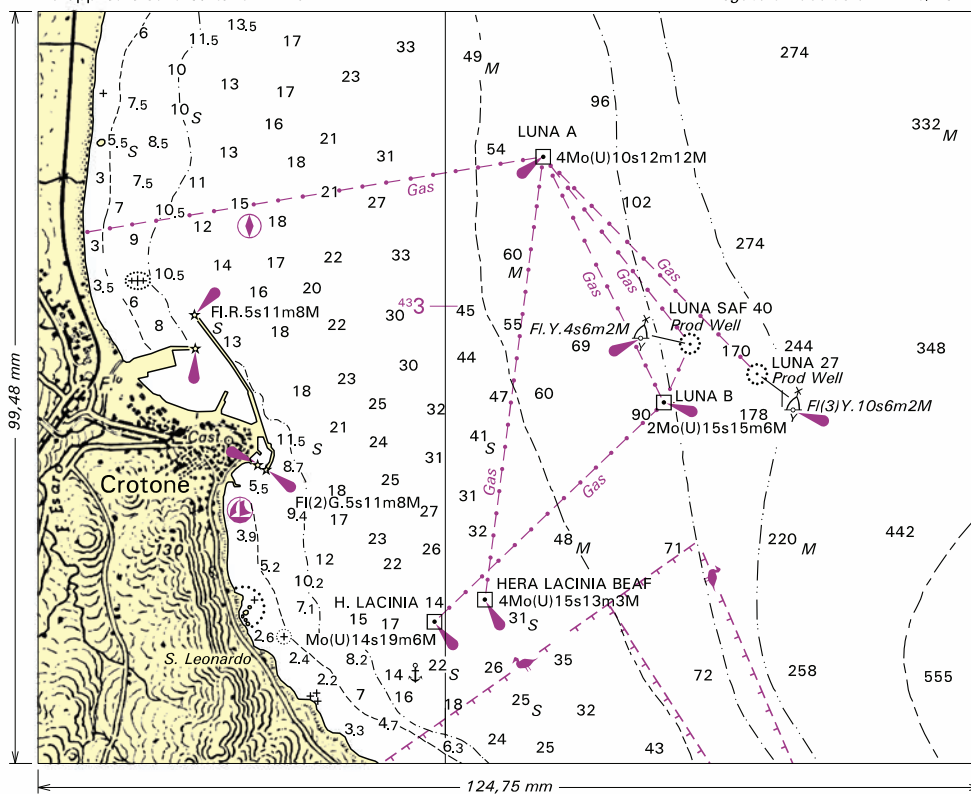 6
11.5
13.5
17
33
49
M
274
10
13
23
96
7.5
10
S
17
332
M
16
LUNA A
5.5
S
8.5
13
21
54
4Mo(U)10s12m12M
18
31
3
7.5
11
Gas
21
7
10.5
15
27
102
12
18
3
9
274
60
M
33
22
14
17
10.5
3.5
6
16
20
Gas
Gas
Gas
LUNA SAF 40
Prod Well
Fl.R.5s11m8M
433
45
30
S
8
13
18
22
55
Fl.Y.4s6m2M
69
170
244
348
44
30
LUNA 27
Prod Well
Y
F lo
23
18
47
60
25
32
LUNA B
Fl(3)Y.10s6m2M
Y
90
178
2Mo(U)15s15m6M
Cast o
21
24
41
S
11.5
S
31
8.7
Crotone
5.5
18
25
31
Gas
Gas
Fl(2)G.5s11m8M
9.4
17
27
32
442
3.9
23
26
48
M
71
220
M
130
5.2
12
22
10.2
HERA LACINIA BEAF
H. LACINIA 14
4Mo(U)15s13m3M
7.1
15
17
31
S
2.6
Mo(U)14s19m6M
S. Leonardo
2.4
8.2
22
S
26
35
14
2.2
72
258
555
7
16
18
25
S
32
3.3
4.7
6.3
24
25
43
99,48 mm
124,75 mm